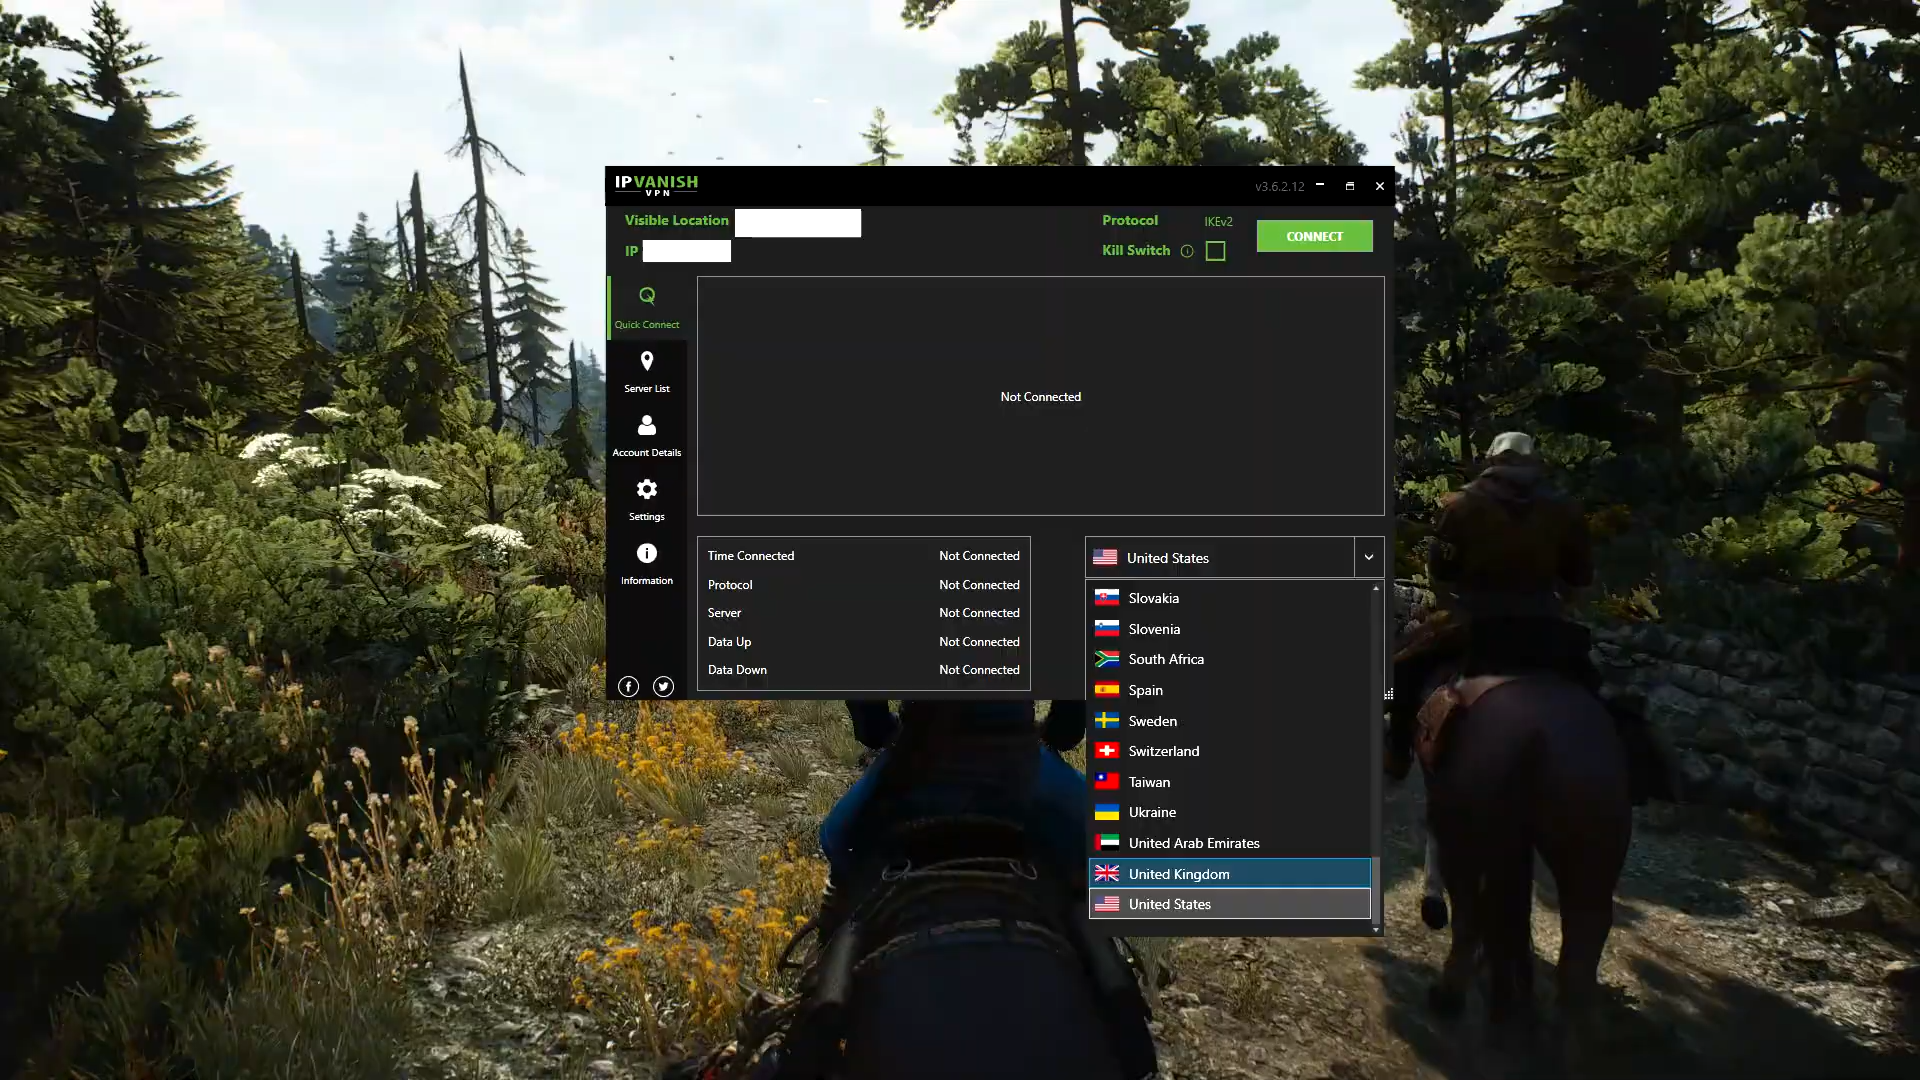 IPVANISH
VPN
v3.6.2.12
Visible Location
IP
Protocol IKEv2
Kill Switch
CONNECT
Quick Connect
Server List
Account Details
Settings
Information
Not Connected
Time Connected Not Connected
Protocol Not Connected
Server Not Connected
Data Up Not Connected
Data Down Not Connected
United States
Slovakia
Slovenia
South Africa
Spain
Sweden
Switzerland
Taiwan
Ukraine
United Arab Emirates
United Kingdom
United States